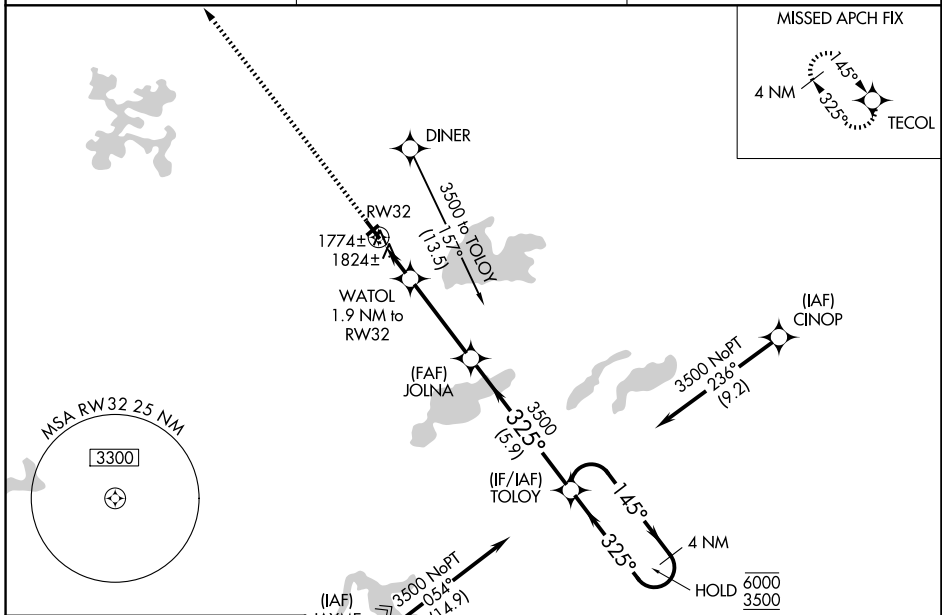 MISSED APCH FIX
4 NM
145°
325°
TECOL
DINER
3500 to TOLOY
157°
(13.5)
RW32
1774±
1824±
WATOL
1.9 NM to
RW32
(IAF)
CINOP
3500 NoPT
236°
(9.2)
(FAF)
JOLNA
3500
325°
(5.9)
MSA RW32 25 NM
3300
(IF/IAF)
TOLOY
145°
325°
4 NM
HOLD
6000
3500
(IAF)
3500 NoPT
054°
(14.9)